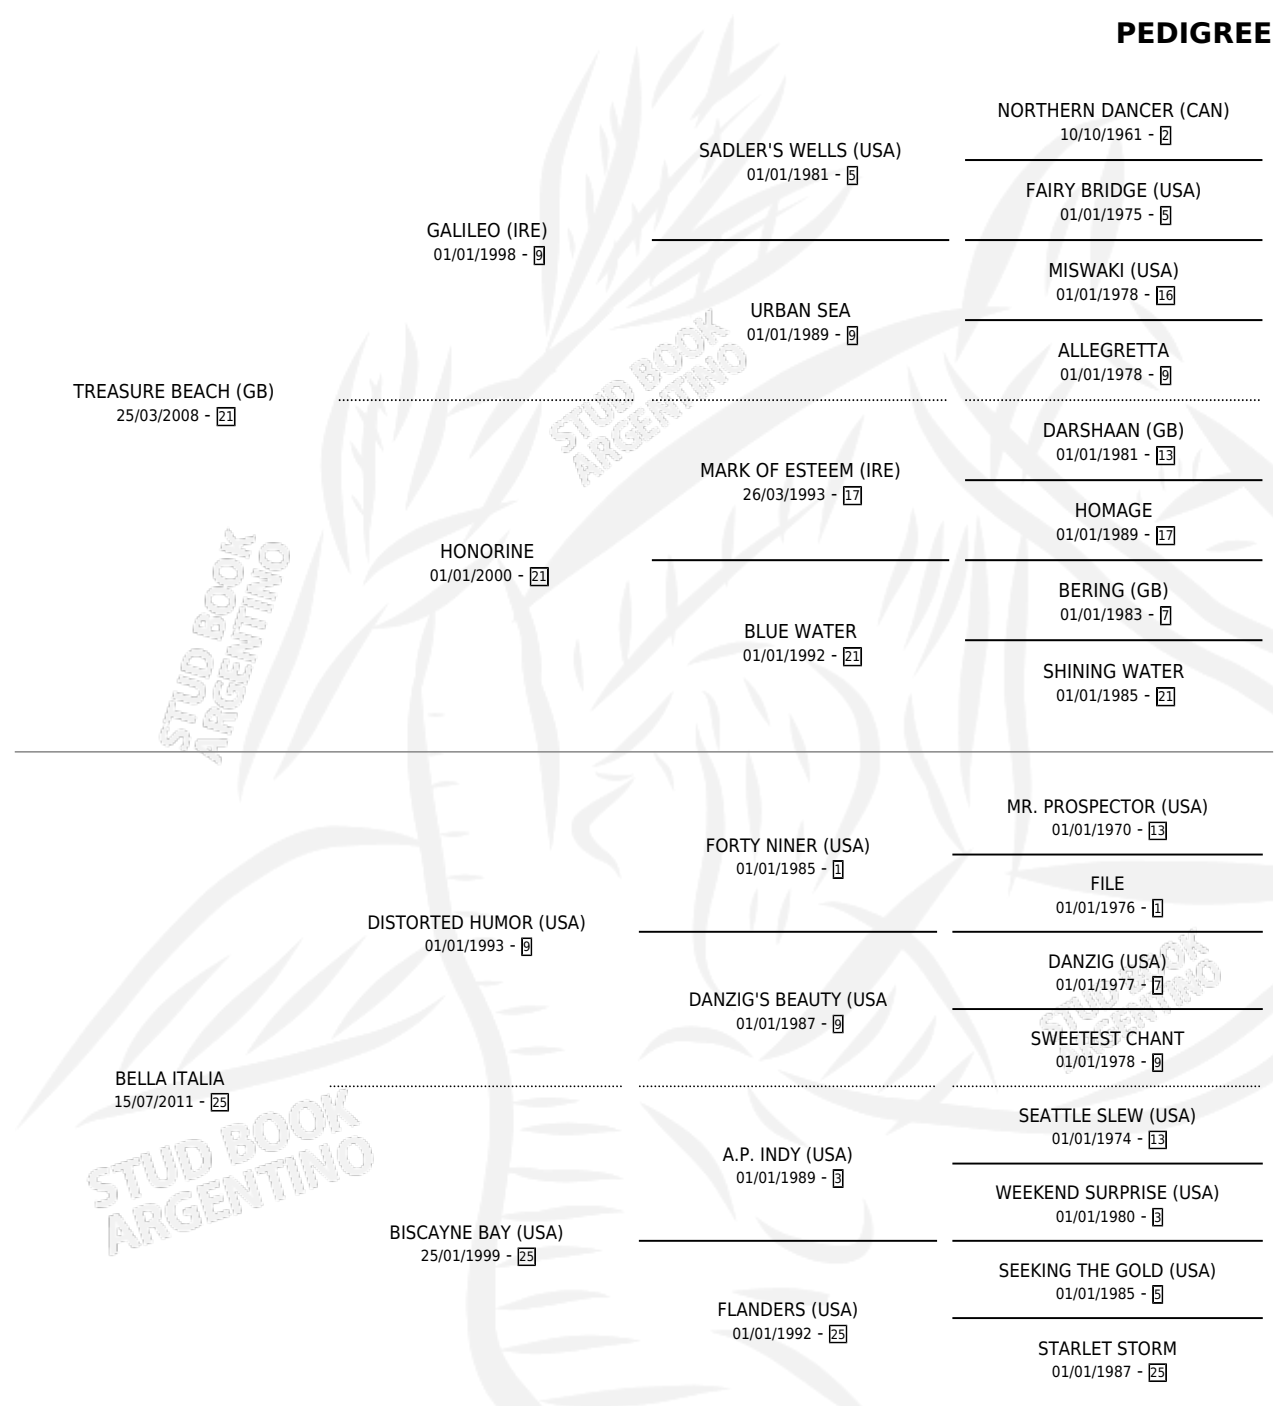 PEDIGREE
NORTHERN DANCER (CAN)
10/10/1961 - 2
SADLER'S WELLS (USA)
01/01/1981 - 5
FAIRY BRIDGE (USA)
01/01/1975 - 5
GALILEO (IRE)
01/01/1998 - 9
MISWAKI (USA)
01/01/1978 - 16
URBAN SEA
01/01/1989 - 9
ALLEGRETTA
01/01/1978 - 9
TREASURE BEACH (GB)
25/03/2008 - 21
DARSHAAN (GB)
01/01/1981 - 13
MARK OF ESTEEM (IRE)
26/03/1993 - 17
HOMAGE
01/01/1989 - 17
HONORINE
01/01/2000 - 21
BERING (GB)
01/01/1983 - 7
BLUE WATER
01/01/1992 - 21
SHINING WATER
01/01/1985 - 21
MR. PROSPECTOR (USA)
01/01/1970 - 13
FORTY NINER (USA)
01/01/1985 - 1
FILE
01/01/1976 - 1
DISTORTED HUMOR (USA)
01/01/1993 - 9
DANZIG (USA)
01/01/1977 - 7
DANZIG'S BEAUTY (USA
01/01/1987 - 9
SWEETEST CHANT
01/01/1978 - 9
BELLA ITALIA
15/07/2011 - 25
SEATTLE SLEW (USA)
01/01/1974 - 13
A.P. INDY (USA)
01/01/1989 - 3
WEEKEND SURPRISE (USA)
01/01/1980 - 3
BISCAYNE BAY (USA)
25/01/1999 - 25
SEEKING THE GOLD (USA)
01/01/1985 - 5
FLANDERS (USA)
01/01/1992 - 25
STARLET STORM
01/01/1987 - 25
STUD BOOK
ARGENTINO
STUD BOOK
ARGENTINO
STUD BOOK
ARGENTINO
STUD BOOK
ARGENTINO